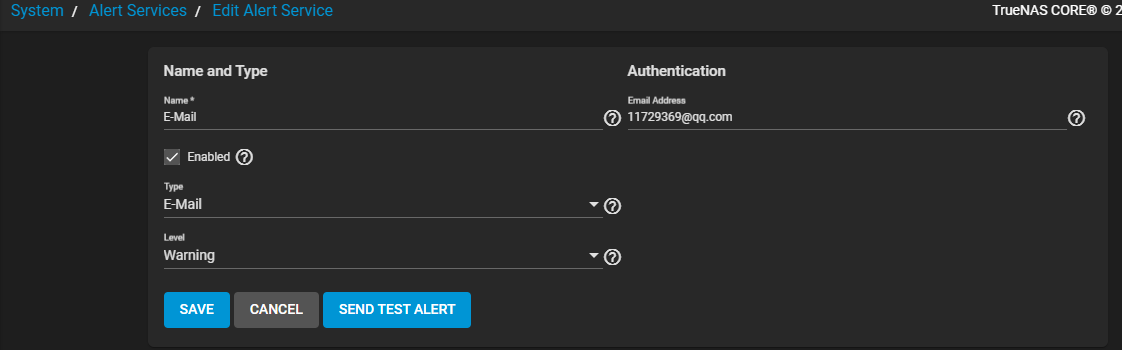 System / Alert Services / Edit Alert Service
TrueNAS CORE® © 2
Name and Type
Authentication
Name *
Email Address
E-Mail
11729369@qq.com
Enabled
Type
E-Mail
Level
Warning
SAVE
CANCEL
SEND TEST ALERT